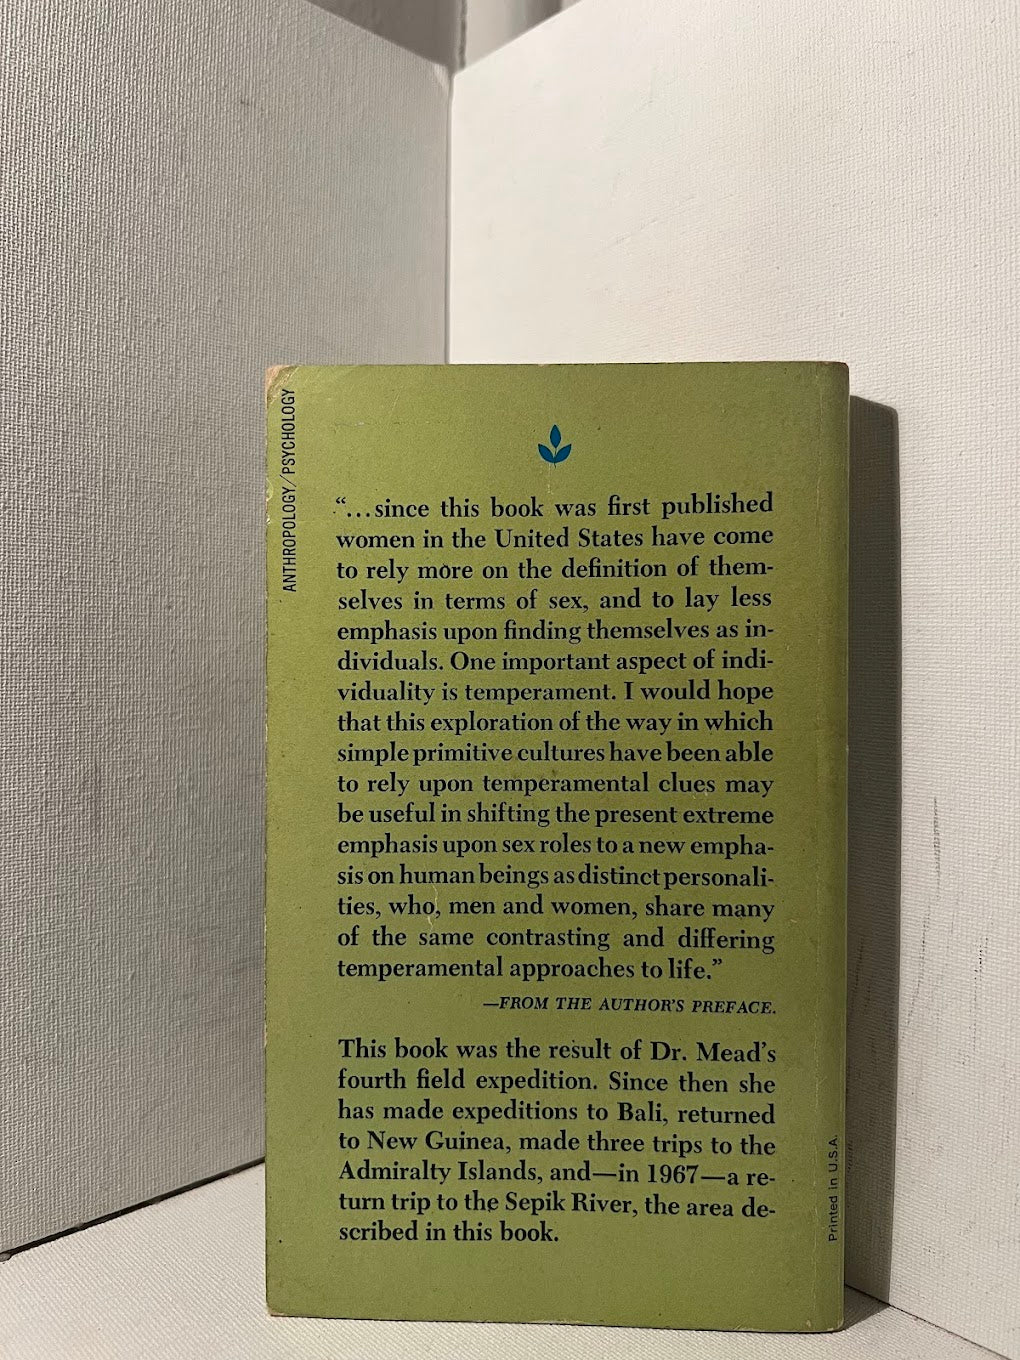 ANTHROPOLOGY/PSYCHOLOGY
“...since this book was first published
women in the United States have come
to rely more on the definition of them-
selves in terms of sex, and to lay less
emphasis upon finding themselves as in-
dividuals. One important aspect of indi-
viduality is temperament. I would hope
that this exploration of the way in which
simple primitive cultures have been able
to rely upon temperamental clues may
be useful in shifting the present extreme
emphasis upon sex roles to a new empha-
sis on human beings as distinct personali-
ties, who, men and women, share many
of the same contrasting and differing
temperamental approaches to life.”
—FROM THE AUTHOR'S PREFACE.
This book was the result of Dr. Mead's
fourth field expedition. Since then she
has made expeditions to Bali, returned
to New Guinea, made three trips to the
Admiralty Islands, and—in 1967—a re-
turn trip to the Sepik River, the area de-
scribed in this book.
Printed in U.S.A.